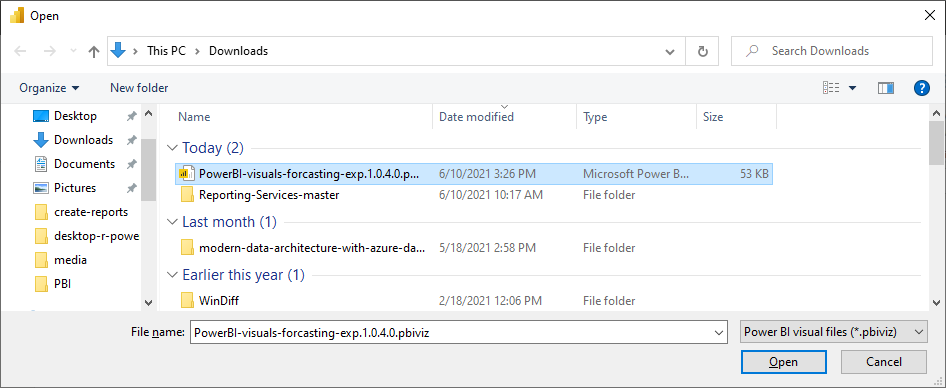 Open
This PC > Downloads
Search Downloads
Organize New folder
Desktop
Downloads
Documents
Pictures
create-reports
desktop-r-powe
media
PBI
Name Date modified Type Size
Today (2)
PowerBI-visuals-forcasting-exp.1.0.4.0.p... 6/10/2021 3:26 PM Microsoft Power B... 53 KB
Reporting-Services-master 6/10/2021 10:17 AM File folder
Last month (1)
modern-data-architecture-with-azure-da... 5/18/2021 2:58 PM File folder
Earlier this year (1)
WinDiff 2/18/2021 12:06 PM File folder
File name: PowerBI-visuals-forcasting-exp.1.0.4.0.pbiviz Power BI visual files (*.pbiviz)
Open Cancel